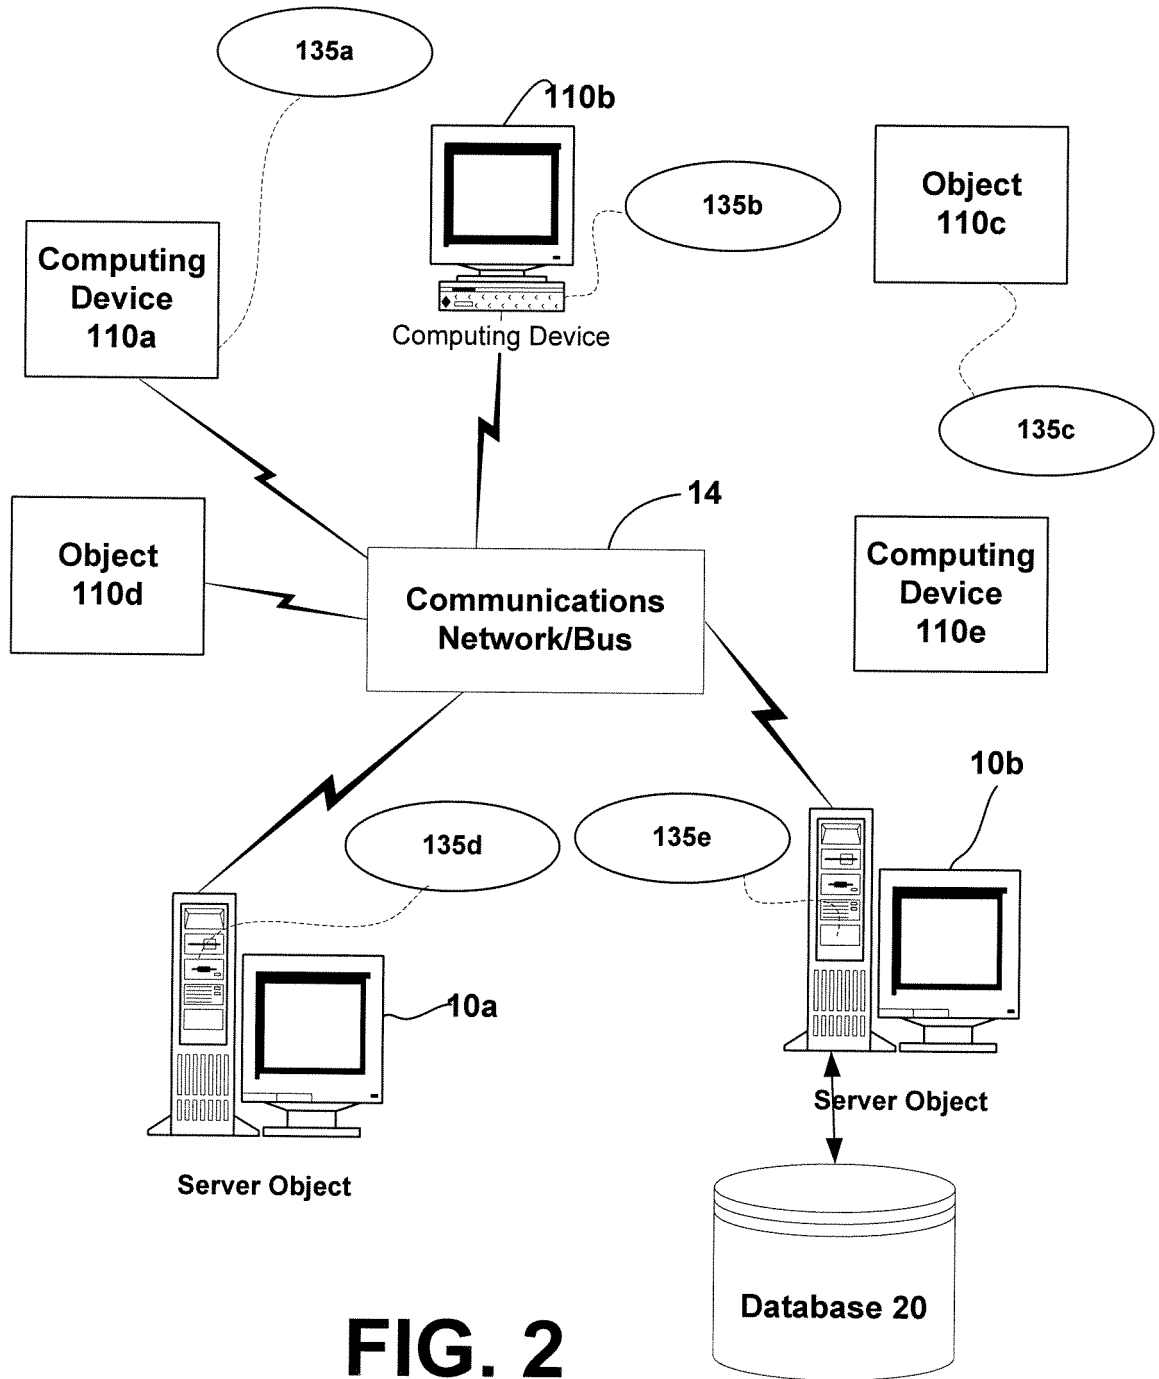 135a
110b
135b
Object
110c
Computing
Device
110a
Computing Device
135c
14
Object
110d
Communications
Network/Bus
Computing
Device
110e
10b
135d
135e
10a
Server Object
Server Object
Database 20
FIG. 2